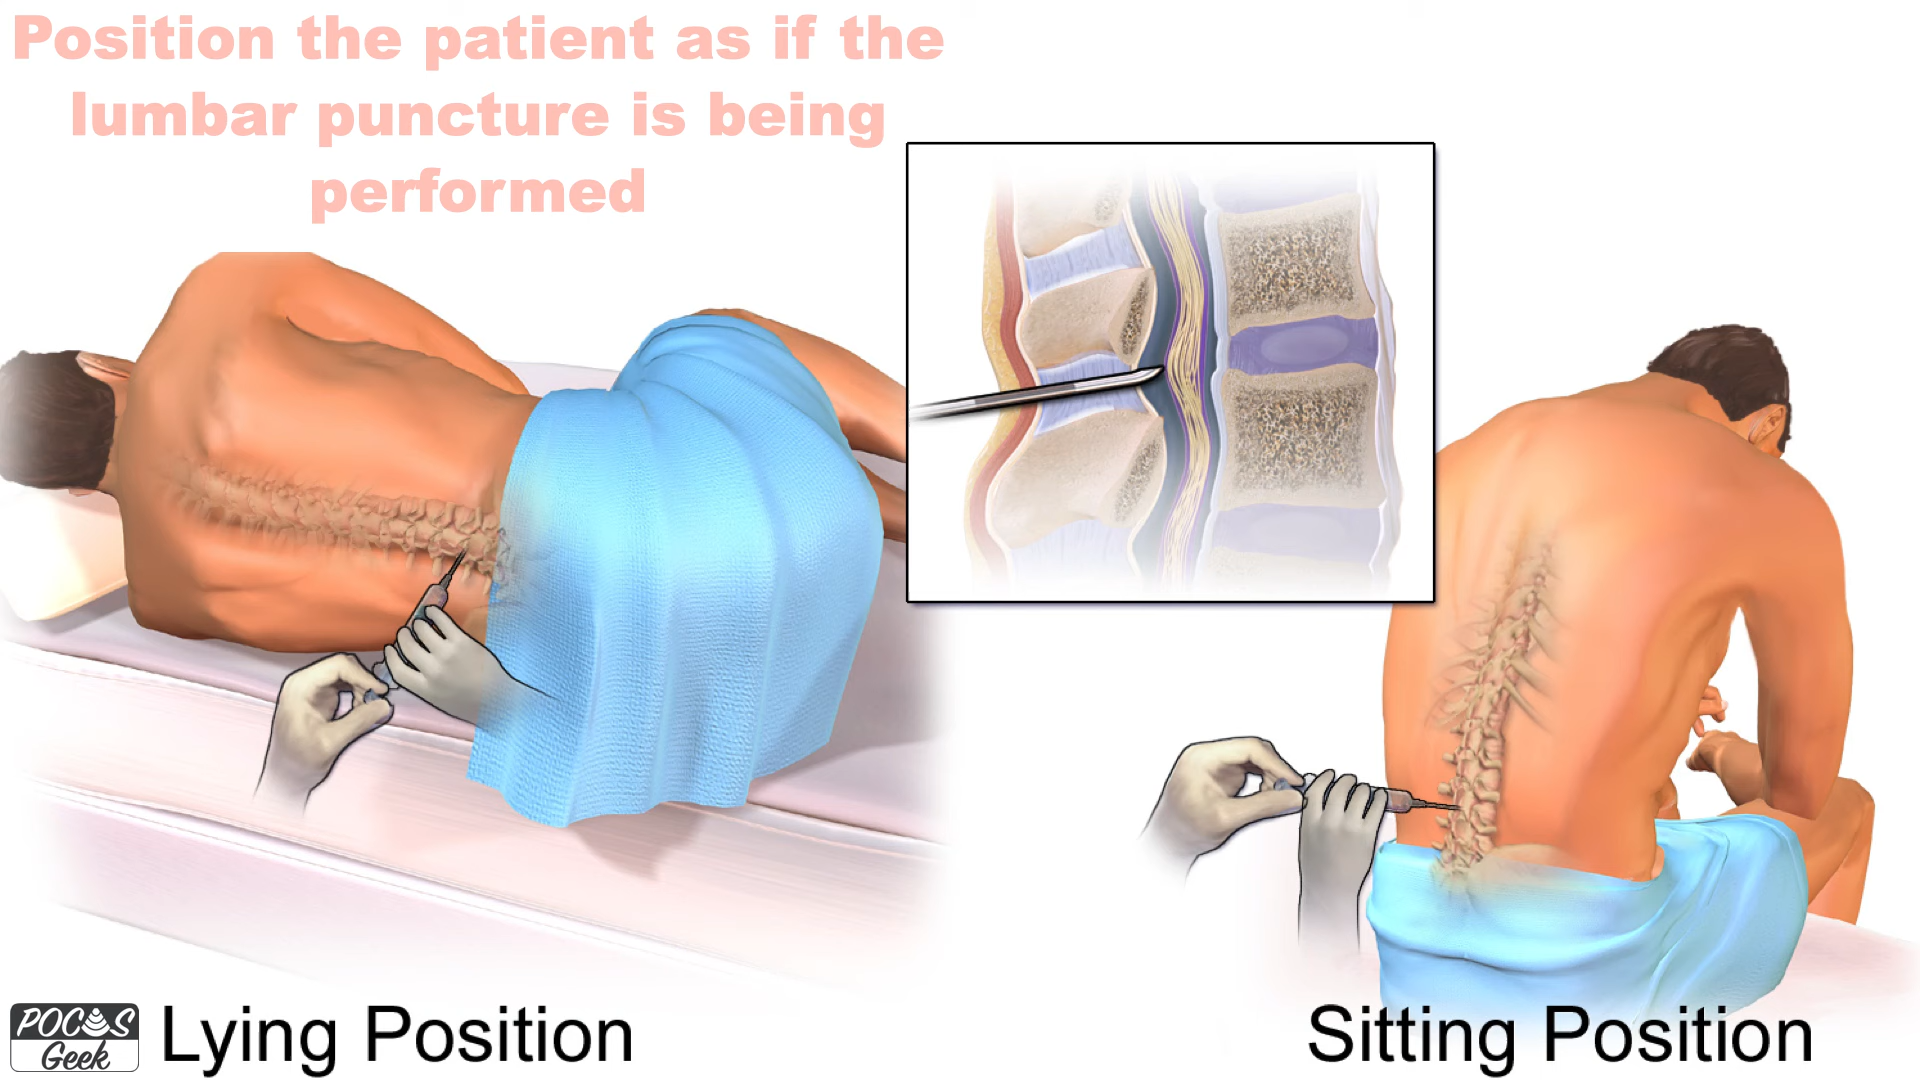 Position the patient as if the
lumbar puncture is being
performed
POCUS
Geek
Lying Position
Sitting Position